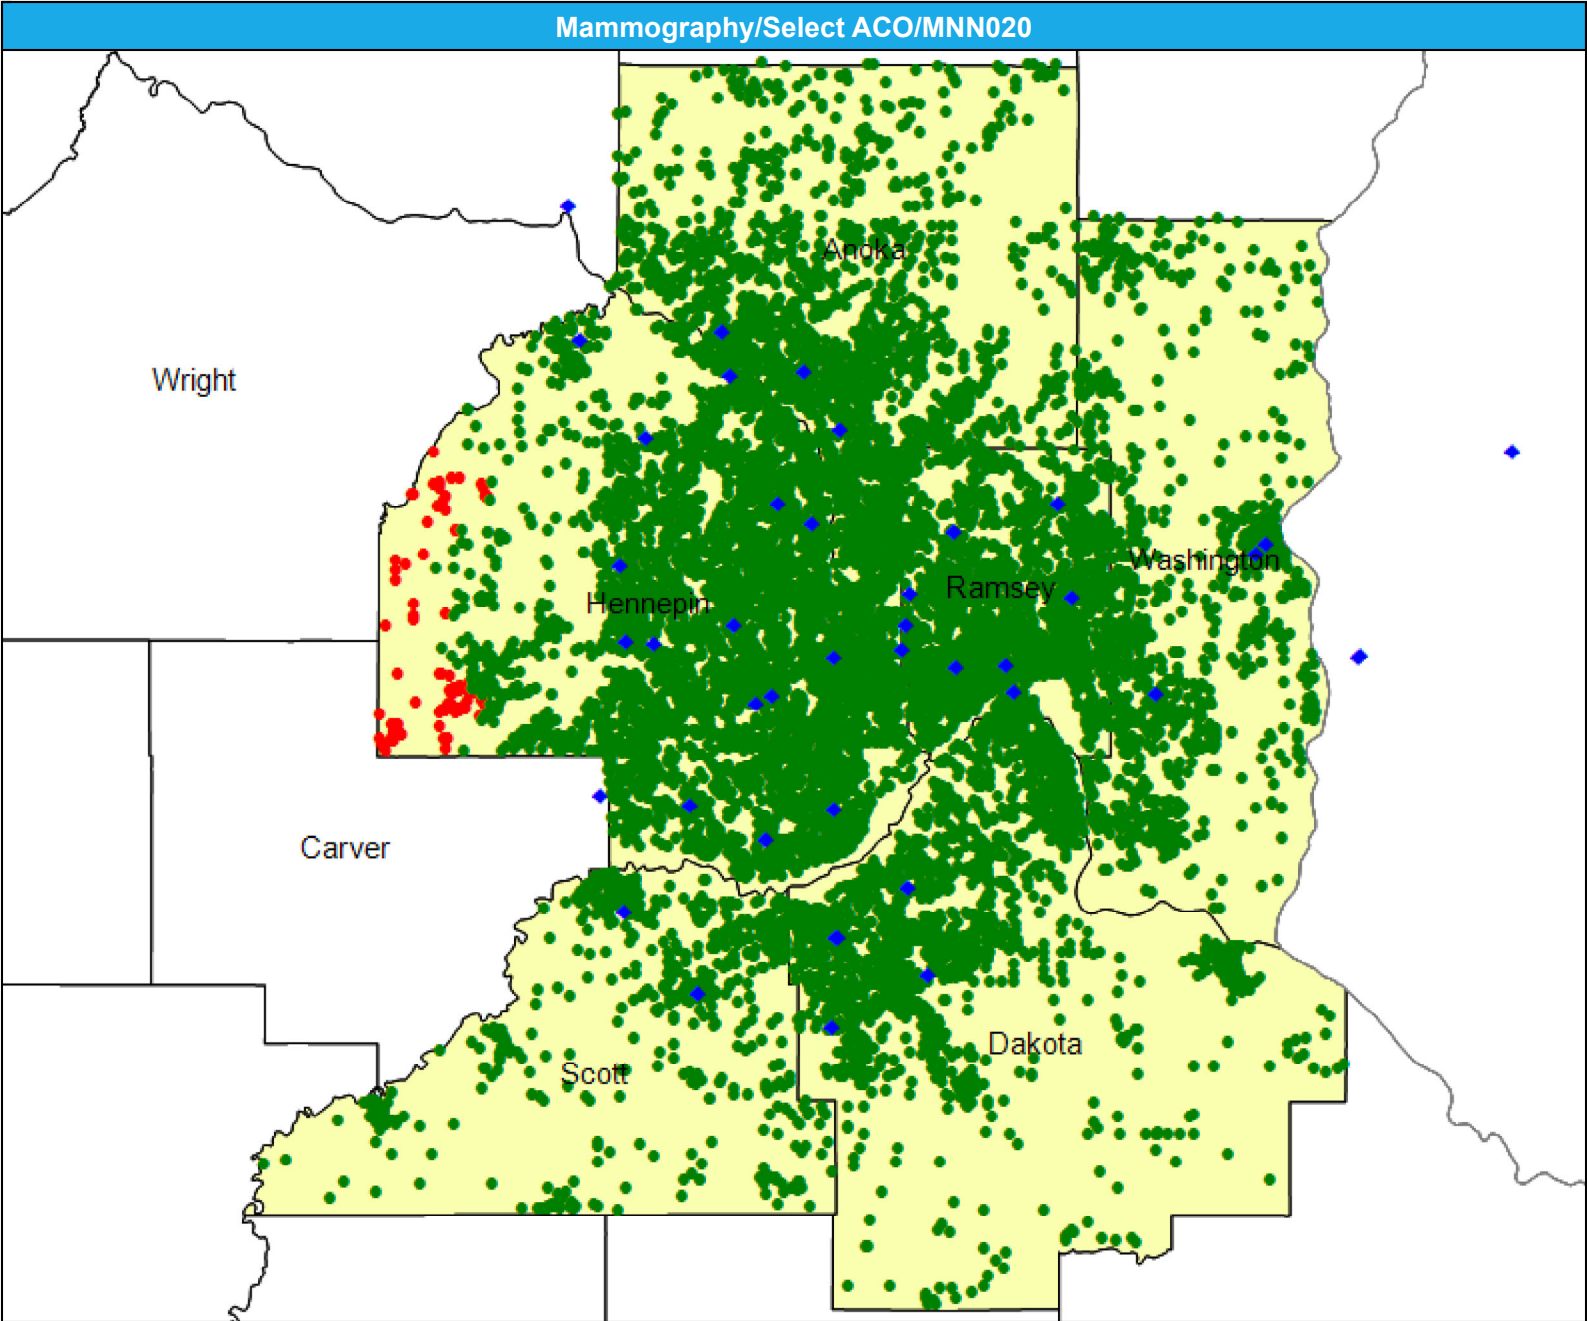 Mammography/Select ACO/MNN020
Anoka
Wright
Washington
Ramsey
Hennepin
Carver
Dakota
Scott